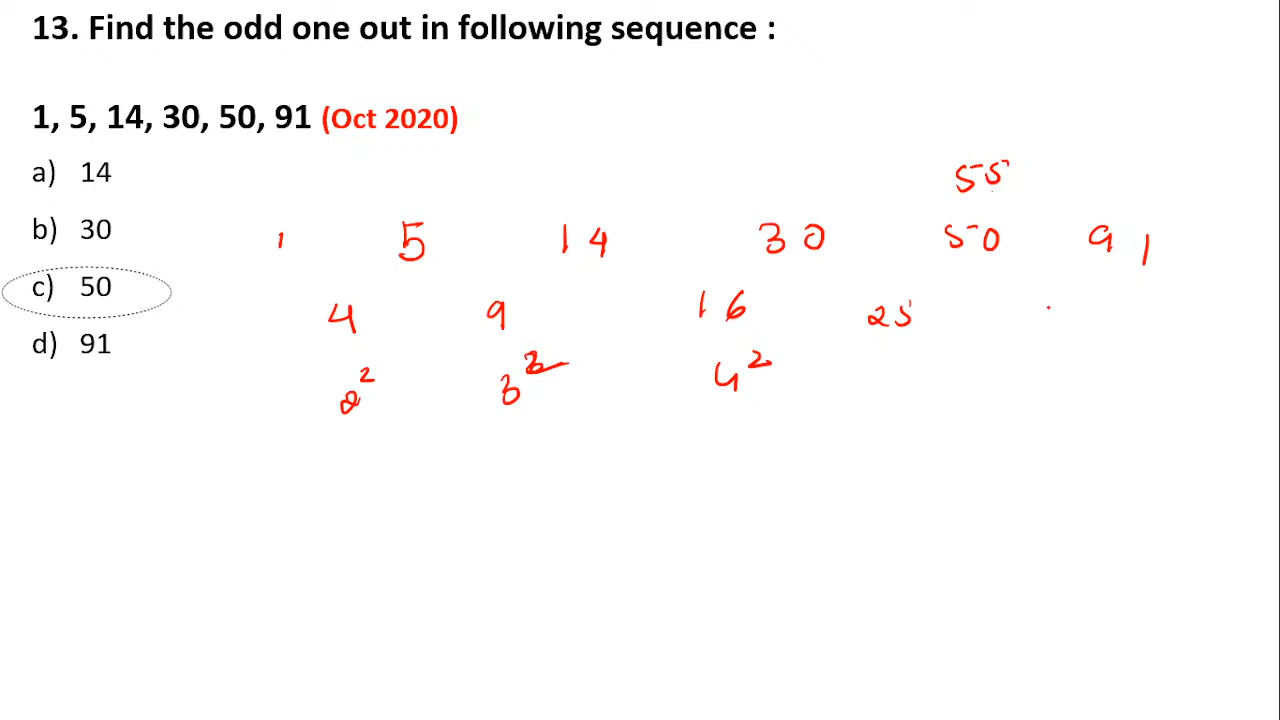 13. Find the odd one out in following sequence :
1, 5, 14, 30, 50, 91 (Oct 2020)
a) 14
b) 30
c) 50
d) 91
55
1 5 14 30 50 91
4 9 16 25
2² 3² 4²